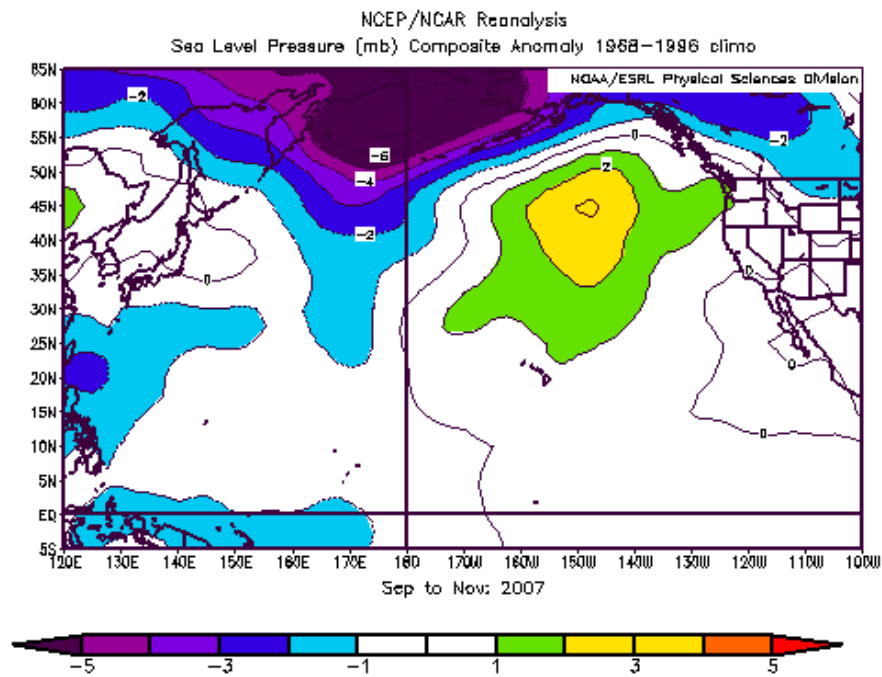 NCEP/NCAR Reanalysis
Sea Level Pressure (mb) Composite Anomaly 1968-1996 climo
NOAA/ESRL Physical Sciences Division
65N
60N
55N
50N
45N
40N
35N
30N
25N
20N
15N
10N
5N
EQ
5S
-2
0
-2
-6
-4
2
-2
0
0
0
0
120E 130E 140E 150E 160E 170E 180 170W 160W 150W 140W 130W 120W 110W 100W
Sep to Nov: 2007
-5 -3 -1 1 3 5